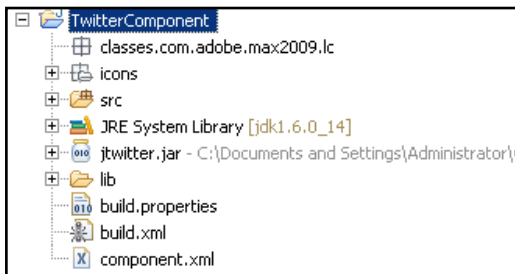 TwitterComponent
classes.com.adobe.max2009.lc
icons
src
JRE System Library [jdk1.6.0_14]
jtwitter.jar - C:\Documents and Settings\Administrator\
lib
build.properties
build.xml
component.xml